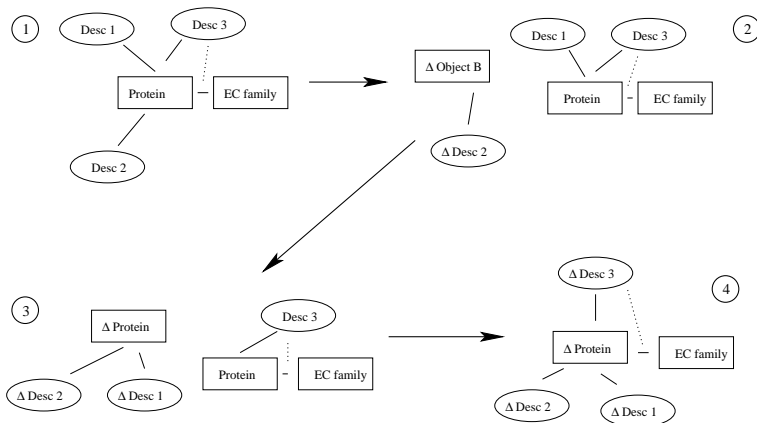 1
Desc 1
Desc 3
Protein
EC family
Desc 2
Δ Object B
Δ Desc 2
Desc 1
Desc 3
2
Protein
EC family
3
Δ Protein
Δ Desc 2
Δ Desc 1
Desc 3
Protein
EC family
Δ Desc 3
4
Δ Protein
EC family
Δ Desc 2
Δ Desc 1